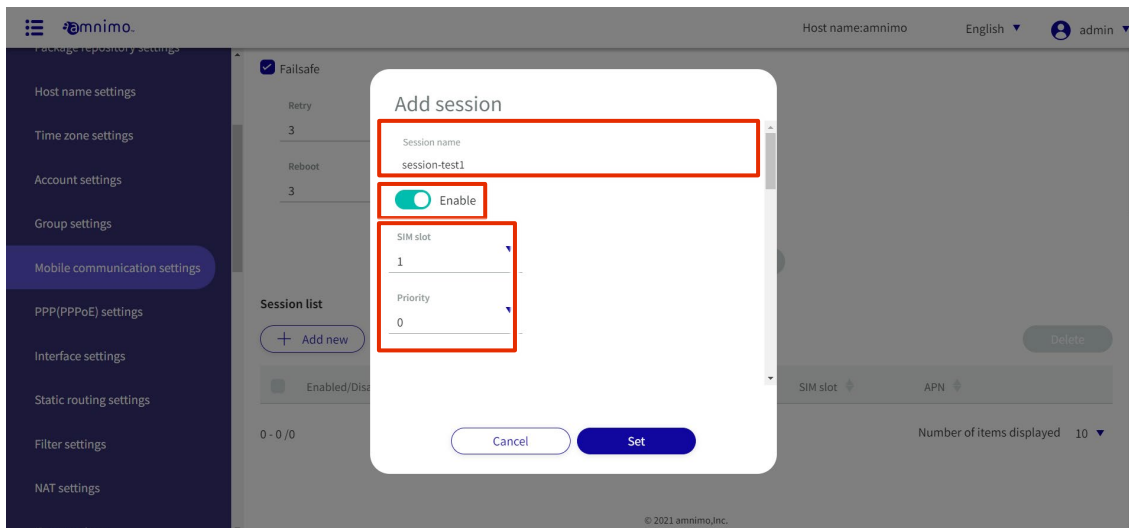 amnimo
Host name:amnimo
English
admin
Package repository settings
Host name settings
Time zone settings
Account settings
Group settings
Mobile communication settings
PPP(PPPoE) settings
Interface settings
Static routing settings
Filter settings
NAT settings
Failsafe
Retry
3
Reboot
3
Add session
Session name
session-test1
Enable
SIM slot
1
Priority
0
Cancel
Set
Session list
+ Add new
Delete
SIM slot
APN
0 - 0 /0
Number of items displayed 10
© 2021 amnimo,Inc.